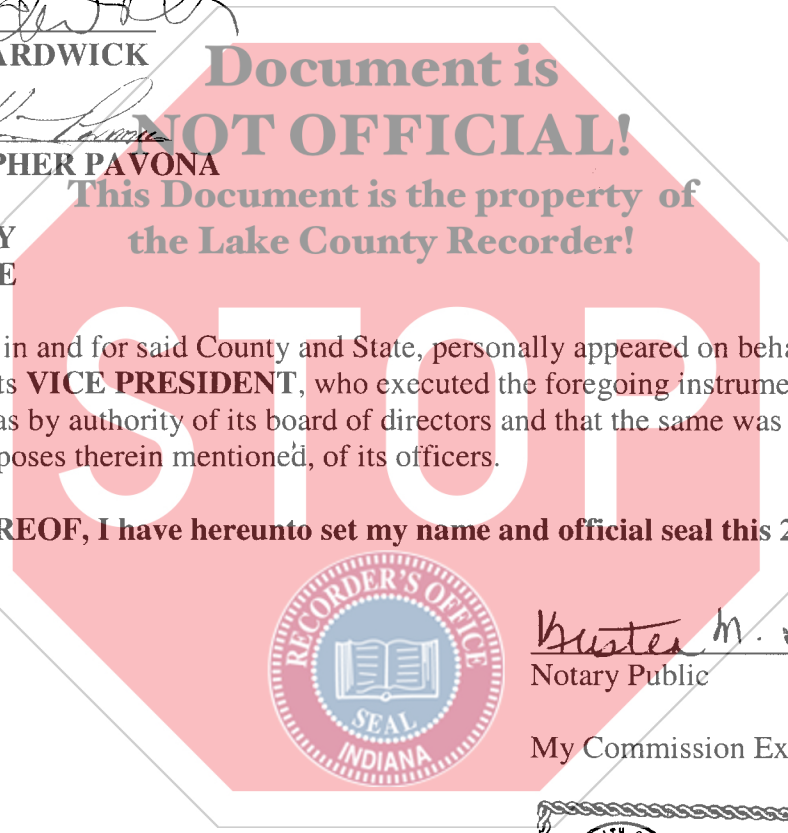 ARDWICK
Document is
NOT OFFICIAL!
PHER PAVONA
This Document is the property of
Y
the Lake County Recorder!
E
STOP
in and for said County and State, personally appeared on beha
ts VICE PRESIDENT, who executed the foregoing instrume
as by authority of its board of directors and that the same was
poses therein mentioned, of its officers.
REOF, I have hereunto set my name and official seal this 2
RECORDER'S OFFICE
SEAL
INDIANA
M.
Notary Public
My Commission Ex